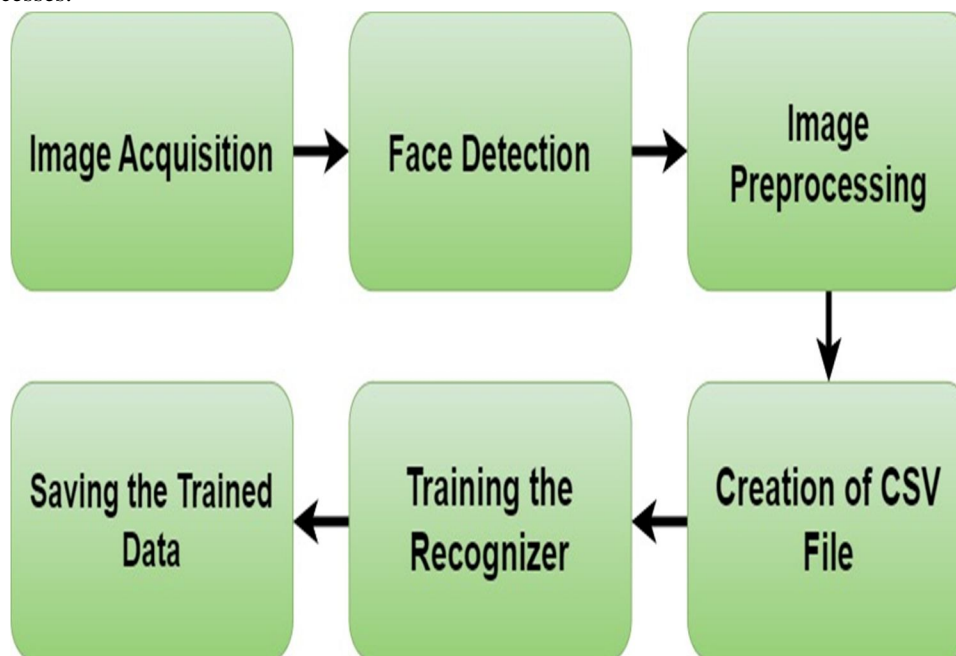 Image Acquisition
Face Detection
Image
Preprocessing
Creation of CSV
File
Training the
Recognizer
Saving the Trained
Data